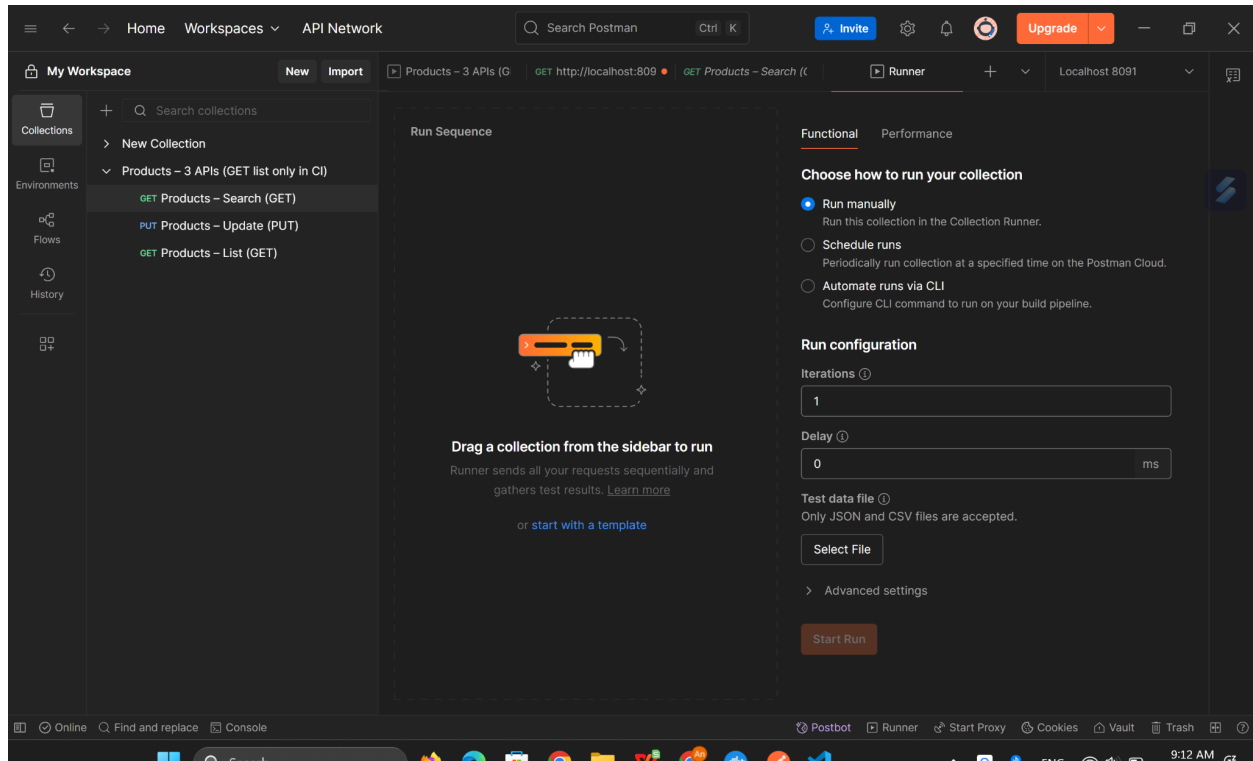 Home Workspaces API Network Search Postman Ctrl K Invite Upgrade
My Workspace New Import Products – 3 APIs (G GET http://localhost:809 GET Products – Search (( Runner Localhost 8091
Collections
Search collections
New Collection
Products – 3 APIs (GET list only in CI)
GET Products – Search (GET)
PUT Products – Update (PUT)
GET Products – List (GET)
Environments
Flows
History
Run Sequence
Drag a collection from the sidebar to run
Runner sends all your requests sequentially and
gathers test results. Learn more
or start with a template
Functional Performance
Choose how to run your collection
Run manually
Run this collection in the Collection Runner.
Schedule runs
Periodically run collection at a specified time on the Postman Cloud.
Automate runs via CLI
Configure CLI command to run on your build pipeline.
Run configuration
Iterations
1
Delay
0 ms
Test data file
Only JSON and CSV files are accepted.
Select File
Advanced settings
Start Run
Online Find and replace Console Postbot Runner Start Proxy Cookies Vault Trash
An
9:12 AM